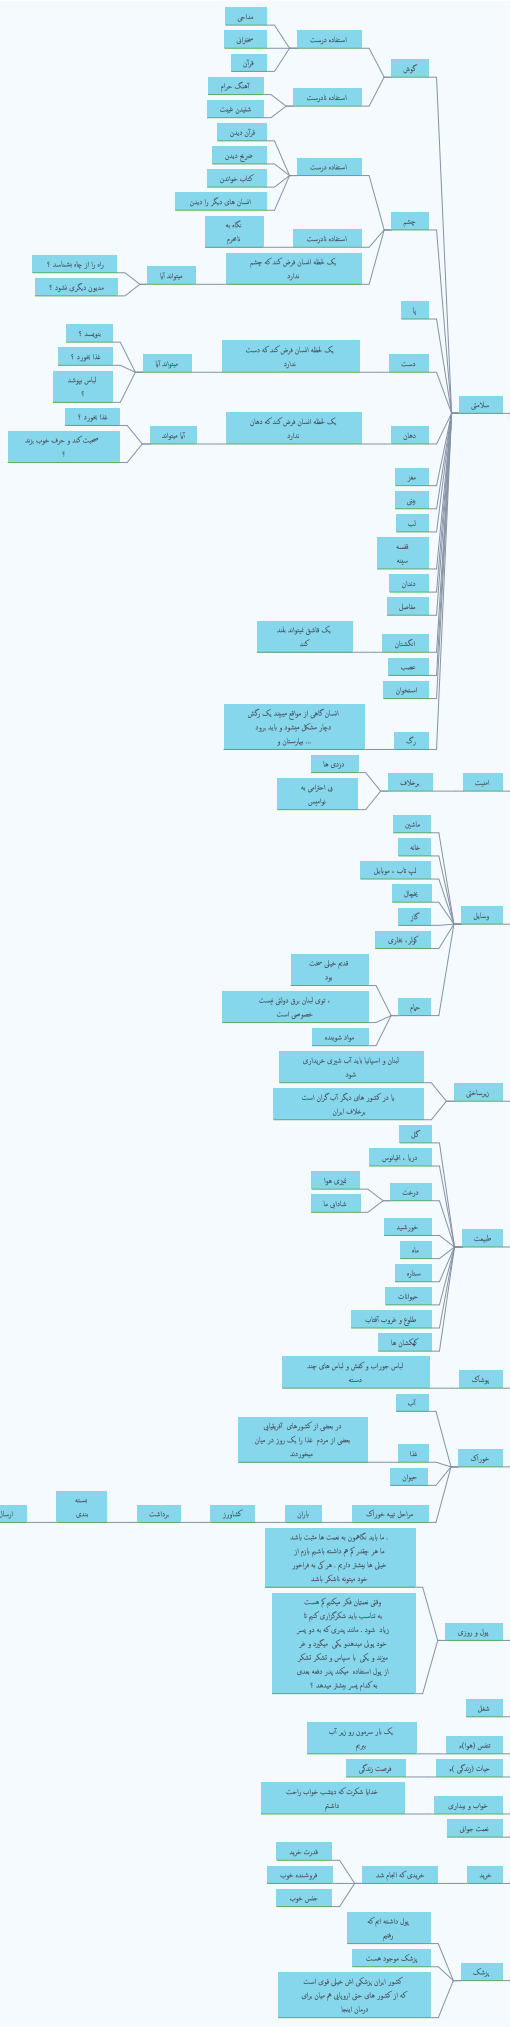 سلامتی
گوش
استفاده درست
مداحی
سخنرانی
قرآن
استفاده نادرست
آهنگ حرام
شنیدن غیبت
چشم
استفاده درست
قرآن دیدن
ضریح دیدن
کتاب خواندن
انسان های دیگر را دیدن
استفاده نادرست
نگاه به
نامحرم
یک لحظه انسان فرض کند که چشم
ندارد
میتواند آیا
راه را از چاه بشناسد ؟
مدیون دیگری نشود ؟
پا
دست
یک لحظه انسان فرض کند که دست
ندارد
میتواند آیا
بنویسد ؟
غذا بخورد ؟
لباس بپوشد
؟
دهان
یک لحظه انسان فرض کند که دهان
ندارد
آیا میتواند
غذا بخورد ؟
صحبت کند و حرف خوب بزند
؟
مغز
بینی
لب
قفسه
سینه
دندان
مفاصل
انگشتان
یک قاشق نمیتواند بلند
کند
عصب
استخوان
رگ
انسان گاهی از مواقع میبیند یک رگش
دچار مشکل میشود و باید برود
بیمارستان و ...
امنیت
برخلاف
دزدی ها
بی احترامی به
نوامیس
وسایل
ماشین
خانه
لپ تاب ، موبایل
یخچال
گاز
کولر ، بخاری
حمام
قدیم خیلی سخت
بود
، توی لبنان برق دولتی نیست
خصوصی است
مواد شوینده
زیرساختی
لبنان و اسپانیا باید آب شیری خریداری
شود
یا در کشور های دیگر آب گران است
برخلاف ایران
طبیعت
گل
دریا ، اقیانوس
درخت
تمیزی هوا
شادابی ما
خورشید
ماه
ستاره
حیوانات
طلوع و غروب آفتاب
کهکشان ها
پوشاک
لباس جوراب و کفش و لباس های چند
دسته
خوراک
آب
غذا
در بعضی از کشورهای آفریقایی
بعضی از مردم غذا را یک روز در میان
میخوردند
حیوان
مراحل تهیه خوراک
باران
کشاورز
برداشت
بسته
بندی
ارسال
پول و روزی
. ما باید نگاهمون به نعمت ها مثبت باشد
ما هر چقدر کم هم داشته باشیم بازم از
خیلی ها بیشتر داریم . هر کی به فراخور
خود میتونه تاشکر باشد
وقتی نعمتمان فکر میکنیم کم هست
به تناسب باید شکرگزاری کنیم تا
زیاد شود . مانند پدری که به دو پسر
خود پولی میدهدو یکی میگیرد و غر
میزند و یکی با سپاس و تشکر تشکر
از پول استفاده میکند پدر دفعه بعدی
به کدام پسر بیشتر میدهد ؟
شغل
تنفس (هوا)ء
یک بار سرمون رو زیر آب
ببریم
حیات (زندگی )ء
فرصت زندگی
خواب و بیداری
خدایا شکرت که دیشب خواب راحت
داشتم
نعمت جوانی
خرید
خریدی که انجام شد
قدرت خرید
فروشنده خوب
جنس خوب
پزشک
پول داشته ایم که
رفتیم
پزشک موجود هست
کشور ایران پزشکی اش خیلی قوی است
که از کشور های حتی اروپایی هم میان برای
درمان اینجا